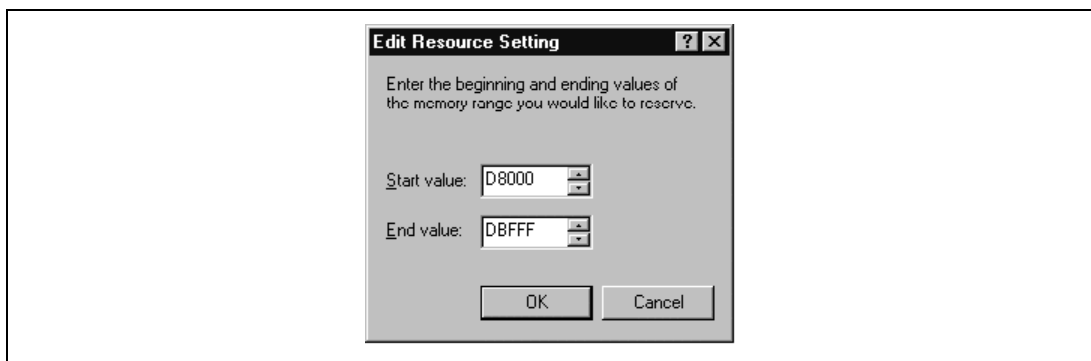 Edit Resource Setting
Enter the beginning and ending values of
the memory range you would like to reserve.
Start value: D8000
End value: DBFFF
OK Cancel